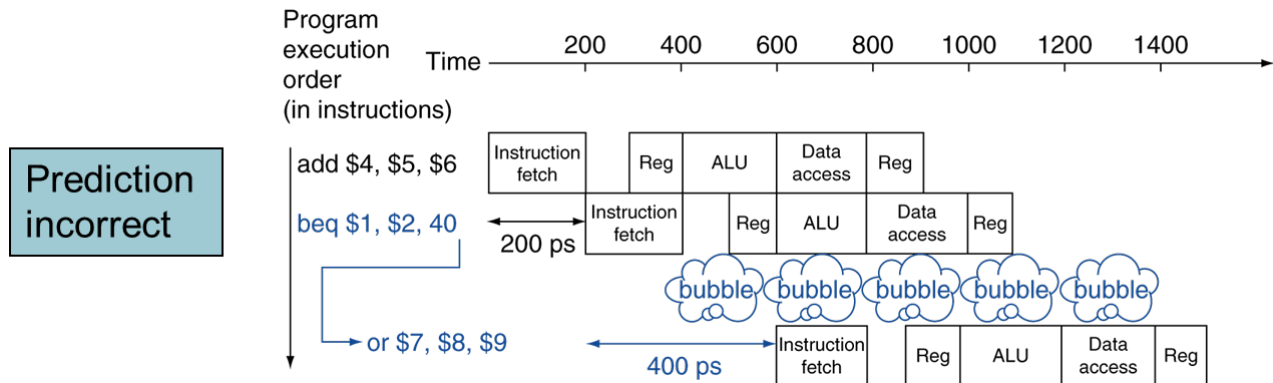 Program
execution
order
(in instructions)
Time
200 400 600 800 1000 1200 1400
Prediction
incorrect
add $4, $5, $6
Instruction
fetch
Reg
ALU
Data
access
Reg
beq $1, $2, 40
200 ps
Instruction
fetch
Reg
ALU
Data
access
Reg
bubble bubble bubble bubble bubble
or $7, $8, $9
400 ps
Instruction
fetch
Reg
ALU
Data
access
Reg